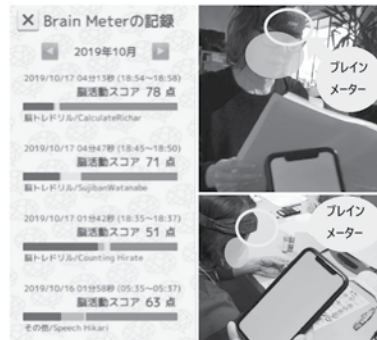 × Brain Meterの記録
2019年10月
2019/10/17 04分13秒 (18:54~18:58)
脳活動スコア 78 点
脳トレドリル/CalculateRichar
2019/10/17 04分47秒 (18:45~18:50)
脳活動スコア 71 点
脳トレドリル/SujibanWatanabe
2019/10/17 01分42秒 (18:35~18:37)
脳活動スコア 51 点
脳トレドリル/Counting Hirate
2019/10/16 01分58秒 (05:35~05:37)
脳活動スコア 63 点
その他/Speech Hikari
ブレイン
メーター
ブレイン
メーター